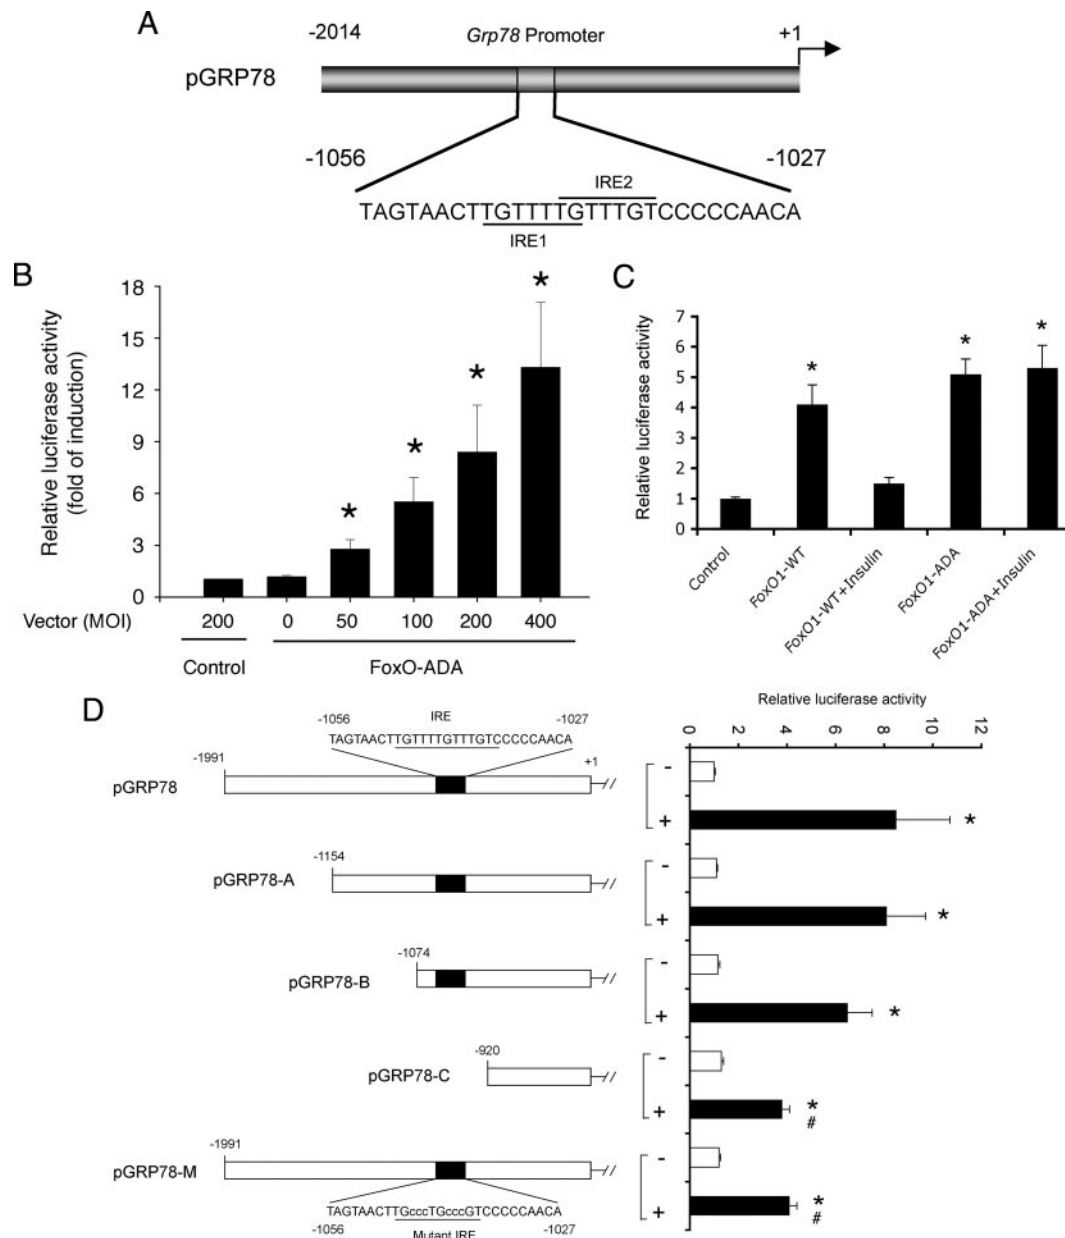 A
-2014 Grp78 Promoter +1
pGRP78
-1056 -1027
IRE2
TAGTAACTTGTTTTGTTTGTCCCCCAACA
IRE1
B
Relative luciferase activity
(fold of induction)
18
15
12
9
6
3
0
* * * * *
Vector (MOI) 200 0 50 100 200 400
Control FoxO-ADA
C
Relative luciferase activity
7
6
5
4
3
2
1
0
* * *
Control
FoxO1-WT
FoxO1-WT+Insulin
FoxO1-ADA
FoxO1-ADA+Insulin
D
Relative luciferase activity
0 2 4 6 8 10 12
-1056 IRE -1027
TAGTAACTTGTTTTGTTTGTCCCCCAACA
-1991 +1
pGRP78 //
-
+ *
-1154
pGRP78-A //
-
+ *
-1074
pGRP78-B //
-
+ *
-920
pGRP78-C //
-
+ *
#
-1991
pGRP78-M //
-
+ *
#
TAGTAACTTGcccTGcccGTCCCCCAACA
-1056 Mutant IRE -1027